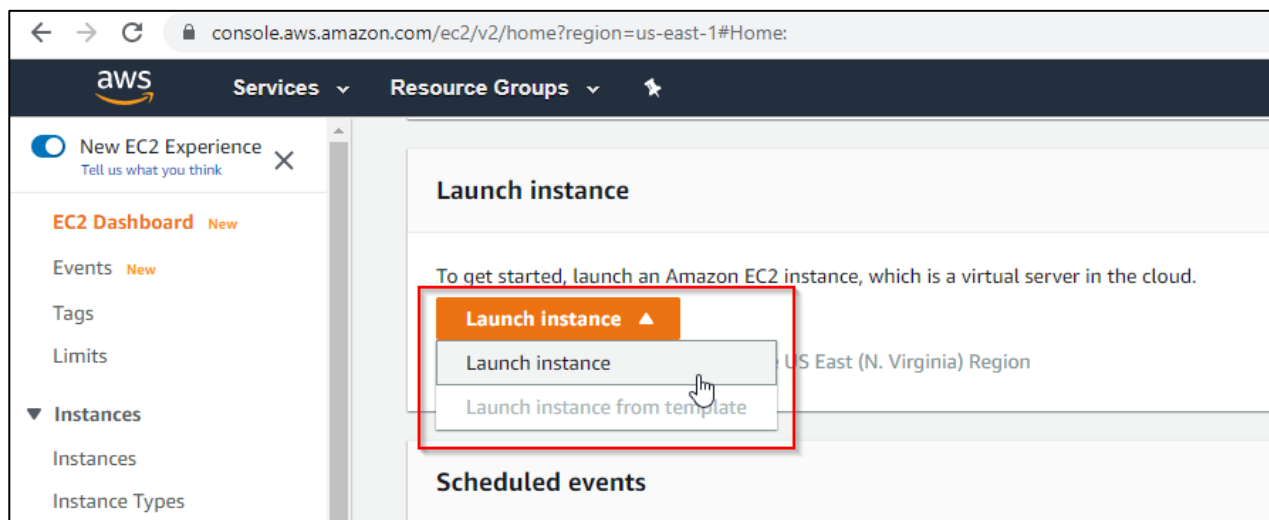 console.aws.amazon.com/ec2/v2/home?region=us-east-1#Home:
aws Services Resource Groups
New EC2 Experience
Tell us what you think
EC2 Dashboard New
Events New
Tags
Limits
Instances
Instances
Instance Types
Launch instance
To get started, launch an Amazon EC2 instance, which is a virtual server in the cloud.
Launch instance
Launch instance
US East (N. Virginia) Region
Launch instance from template
Scheduled events